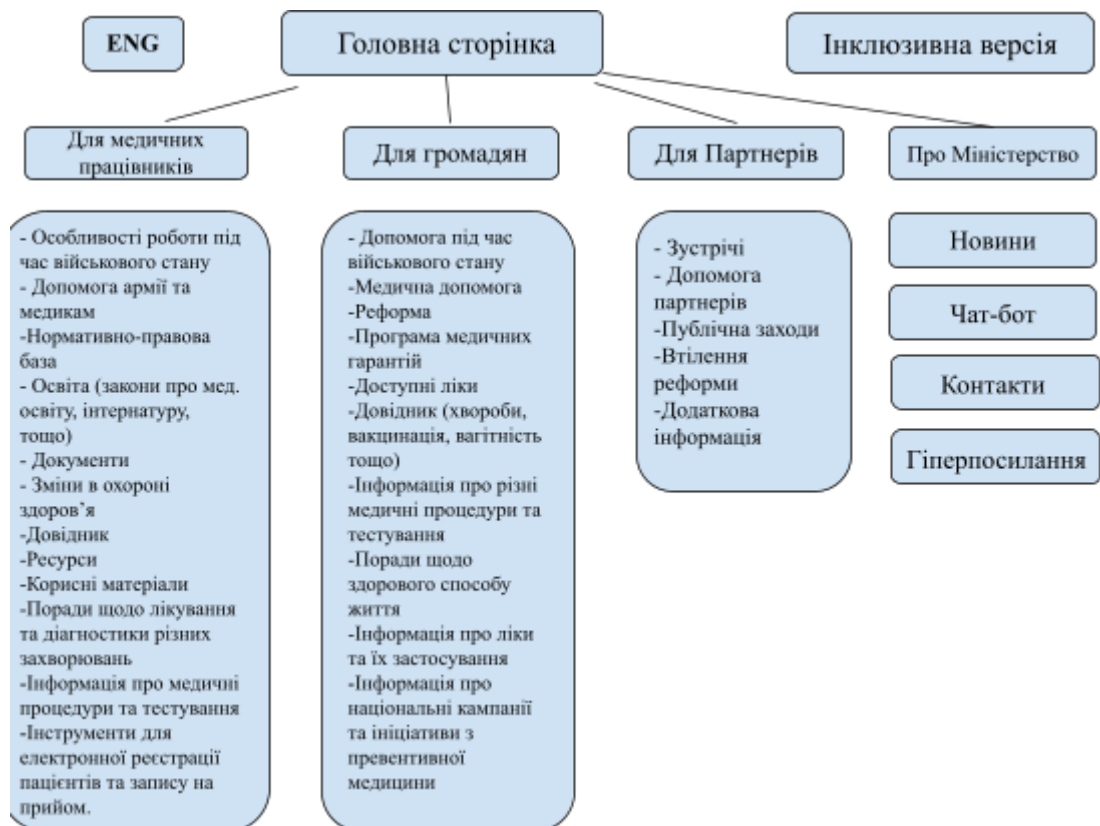 ENG
Головна сторінка
Інклюзивна версія
Для медичних
працівників
Для громадян
Для Партнерів
Про Міністерство
- Особливості роботи під
час військового стану
- Допомога армії та
медикам
-Нормативно-правова
база
- Освіта (закони про мед.
освіту, інтернатуру,
тощо)
- Документи
- Зміни в охороні
здоров’я
-Довідник
-Ресурси
-Корисні матеріали
-Поради щодо лікування
та діагностики різних
захворювань
-Інформація про медичні
процедури та тестування
-Інструменти для
електронної реєстрації
пацієнтів та запису на
прийом.
- Допомога під час
військового стану
-Медична допомога
-Реформа
-Програма медичних
гарантій
-Доступні ліки
-Довідник (хвороби,
вакцинація, вагітність
тощо)
-Інформація про різні
медичні процедури та
тестування
-Поради щодо
здорового способу
життя
-Інформація про ліки
та їх застосування
-Інформація про
національні кампанії
та ініціативи з
превентивної
медицини
- Зустрічі
- Допомога
партнерів
-Публічна заходи
-Втілення
реформи
-Додаткова
інформація
Новини
Чат-бот
Контакти
Гіперпосилання